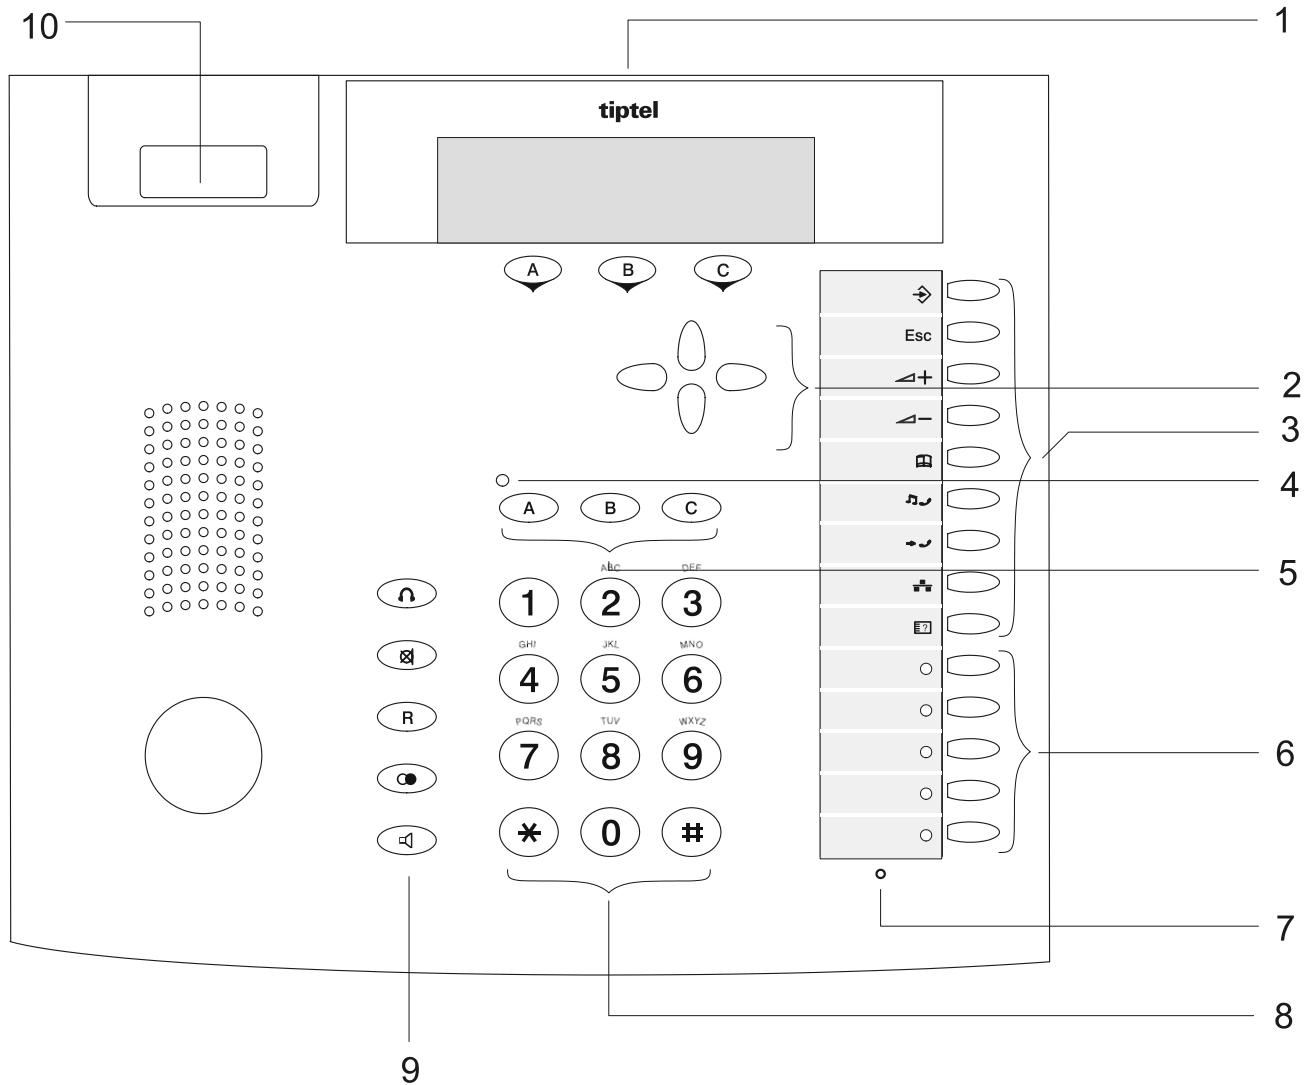 10
1
tiptel
A B C
Esc
2
3
4
A B C
5
ABC DEF
1 2 3
GHI JKL MNO
4 5 6
R
PQRS TUV WXYZ
7 8 9
6
* 0 #
?
7
8
9